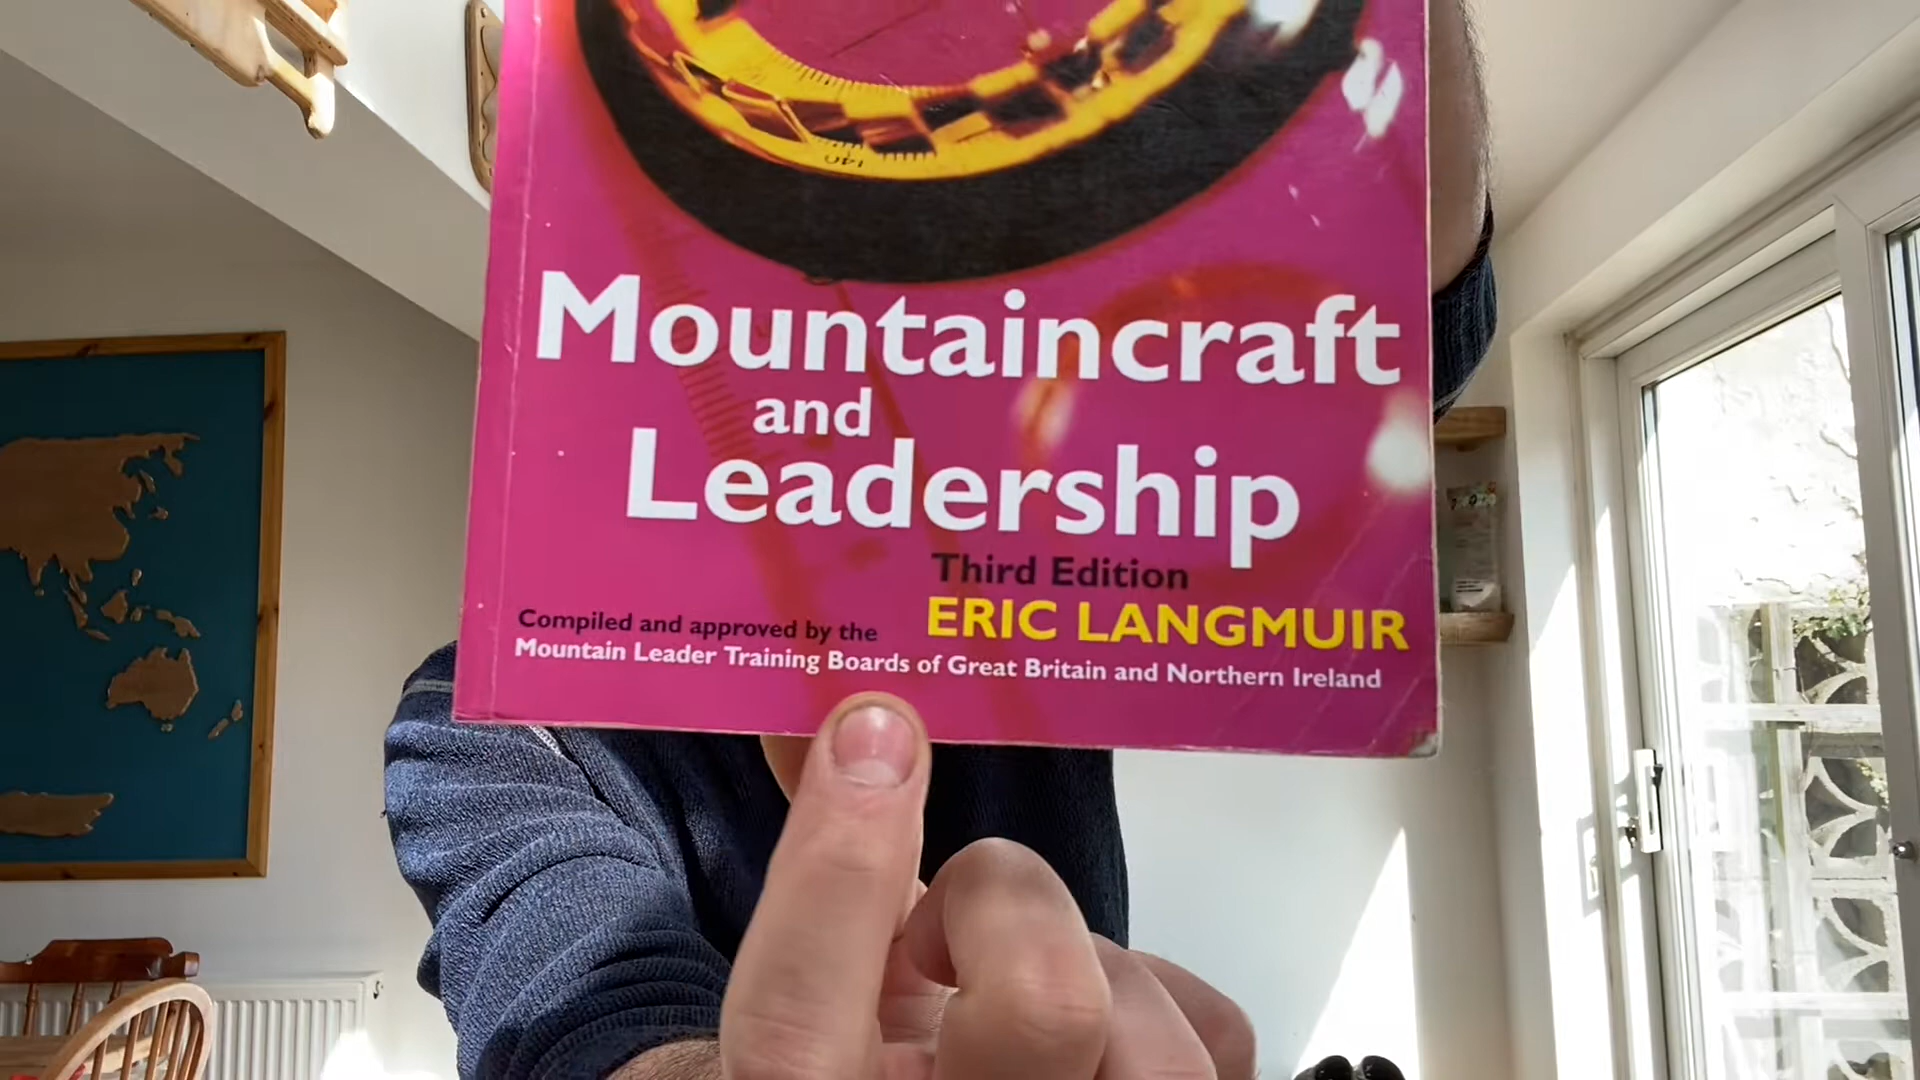 140
Mountaincraft
and
Leadership
Third Edition
ERIC LANGMUIR
Compiled and approved by the
Mountain Leader Training Boards of Great Britain and Northern Ireland